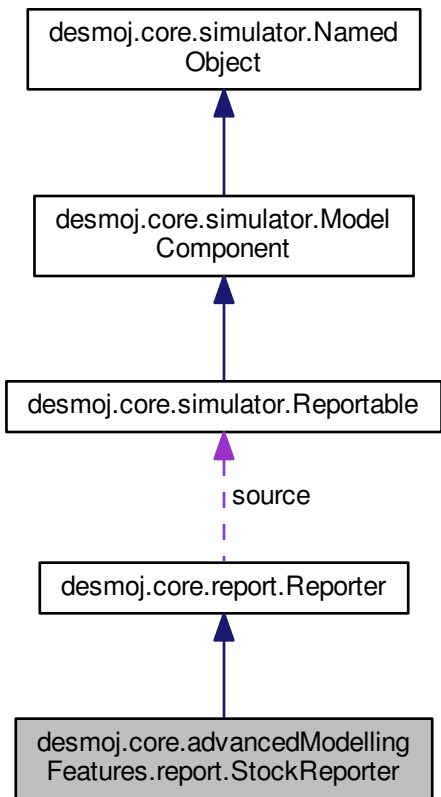 desmoj.core.simulator.Named
Object
desmoj.core.simulator.Model
Component
desmoj.core.simulator.Reportable
source
desmoj.core.report.Reporter
desmoj.core.advancedModelling
Features.report.StockReporter